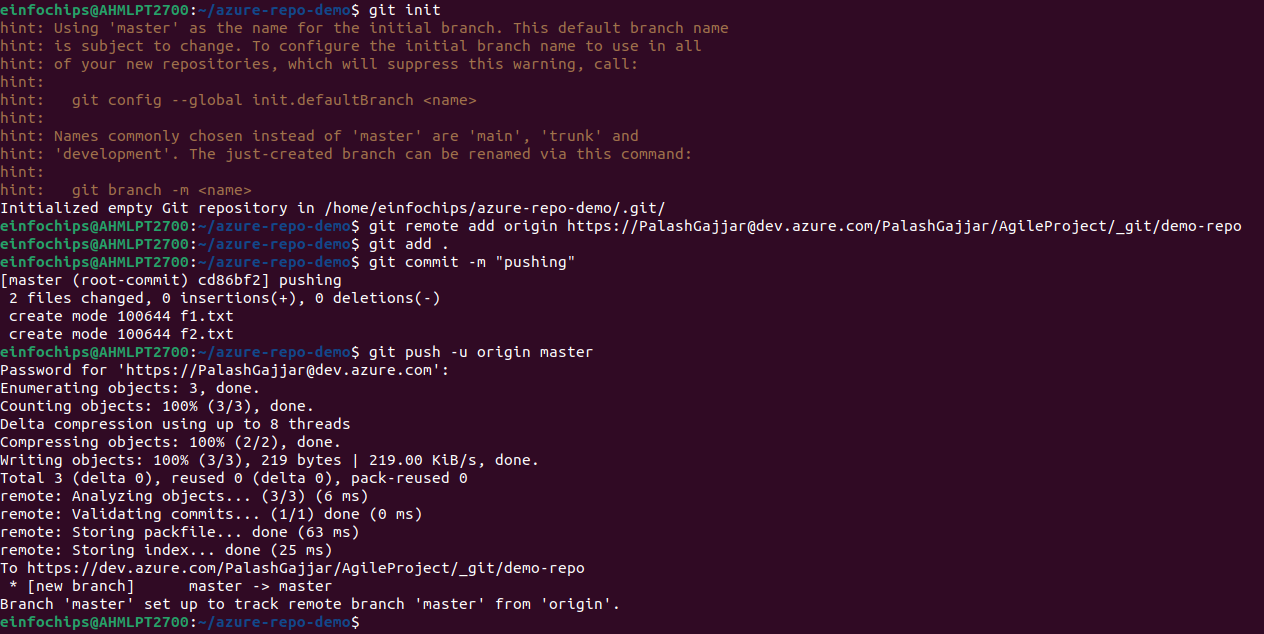 einfochips@AHMLPT2700:~/azure-repo-demo$ git init
hint: Using 'master' as the name for the initial branch. This default branch name
hint: is subject to change. To configure the initial branch name to use in all
hint: of your new repositories, which will suppress this warning, call:
hint:
hint:   git config --global init.defaultBranch <name>
hint:
hint: Names commonly chosen instead of 'master' are 'main', 'trunk' and
hint: 'development'. The just-created branch can be renamed via this command:
hint:
hint:   git branch -m <name>
Initialized empty Git repository in /home/einfochips/azure-repo-demo/.git/
einfochips@AHMLPT2700:~/azure-repo-demo$ git remote add origin https://PalashGajjar@dev.azure.com/PalashGajjar/AgileProject/_git/demo-repo
einfochips@AHMLPT2700:~/azure-repo-demo$ git add .
einfochips@AHMLPT2700:~/azure-repo-demo$ git commit -m "pushing"
[master (root-commit) cd86bf2] pushing
 2 files changed, 0 insertions(+), 0 deletions(-)
 create mode 100644 f1.txt
 create mode 100644 f2.txt
einfochips@AHMLPT2700:~/azure-repo-demo$ git push -u origin master
Password for 'https://PalashGajjar@dev.azure.com':
Enumerating objects: 3, done.
Counting objects: 100% (3/3), done.
Delta compression using up to 8 threads
Compressing objects: 100% (2/2), done.
Writing objects: 100% (3/3), 219 bytes | 219.00 KiB/s, done.
Total 3 (delta 0), reused 0 (delta 0), pack-reused 0
remote: Analyzing objects... (3/3) (6 ms)
remote: Validating commits... (1/1) done (0 ms)
remote: Storing packfile... done (63 ms)
remote: Storing index... done (25 ms)
To https://dev.azure.com/PalashGajjar/AgileProject/_git/demo-repo
 * [new branch]      master -> master
Branch 'master' set up to track remote branch 'master' from 'origin'.
einfochips@AHMLPT2700:~/azure-repo-demo$